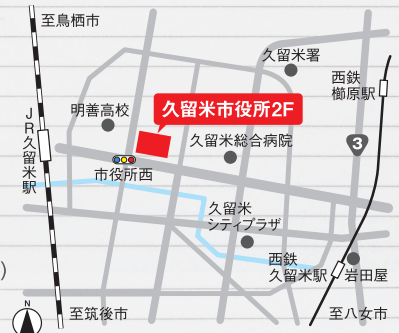 至鳥栖市
久留米署
西鉄
櫛原駅
明善高校
久留米市役所2F
JR久留米駅
久留米総合病院
3
市役所西
久留米
シティプラザ
)
西鉄
久留米駅
岩田屋
N
至筑後市
至八女市